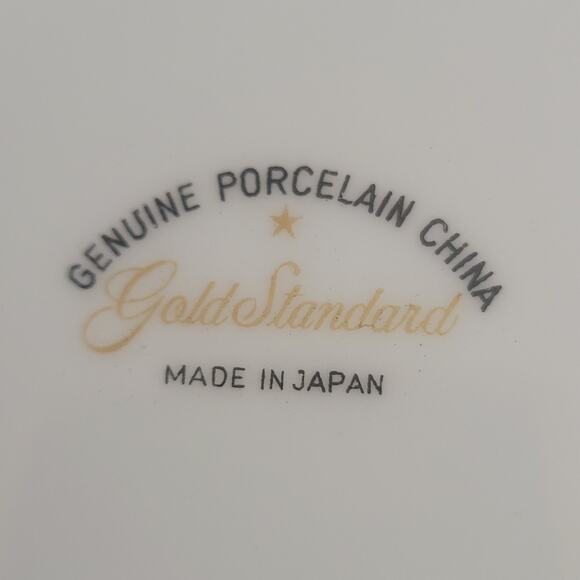 GENUINE PORCELAIN CHINA
Gold Standard
MADE IN JAPAN